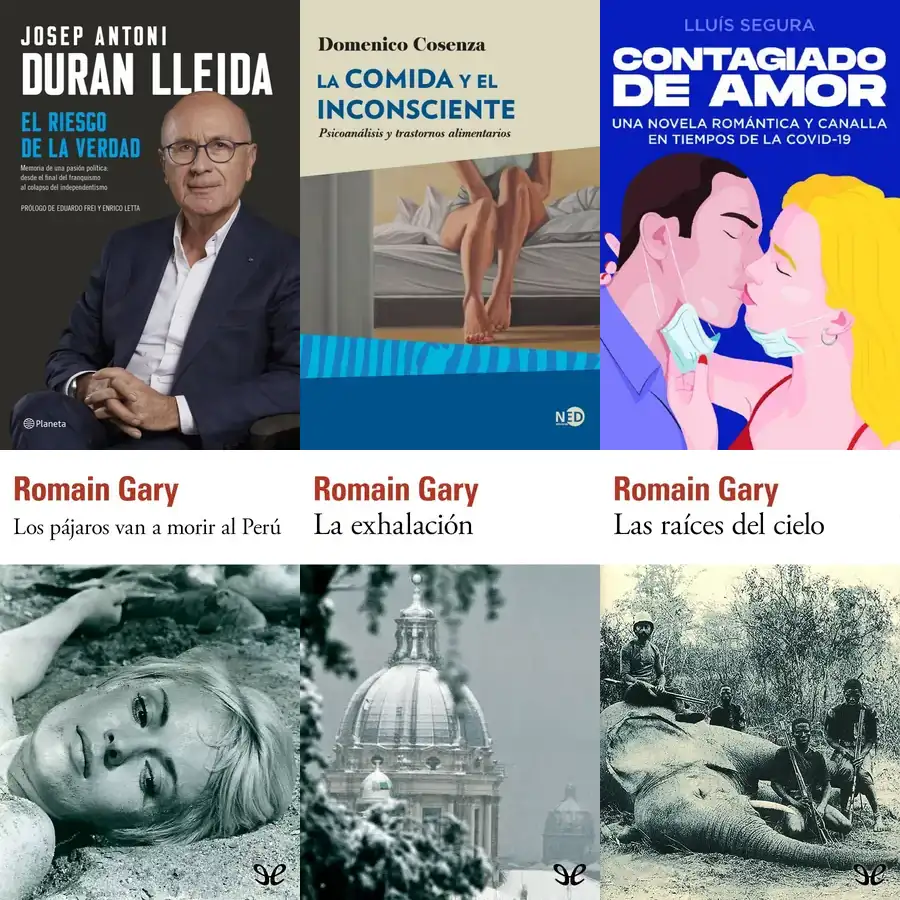 JOSEP ANTONI
DURAN LLEIDA
EL RIESGO
DE LA VERDAD
Memoria de una pasión política:
desde el final del franquismo
al colapso del independentismo
PRÓLOGO DE EDUARDO FREI Y ENRICO LETTA
Planeta
Domenico Cosenza
LA COMIDA Y EL
INCONSCIENTE
Psicoanálisis y trastornos alimentarios
NED
LLUÍS SEGURA
CONTAGIADO
DE AMOR
UNA NOVELA ROMÁNTICA Y CANALLA
EN TIEMPOS DE LA COVID-19
Romain Gary
Los pájaros van a morir al Perú
Romain Gary
La exhalación
Romain Gary
Las raíces del cielo